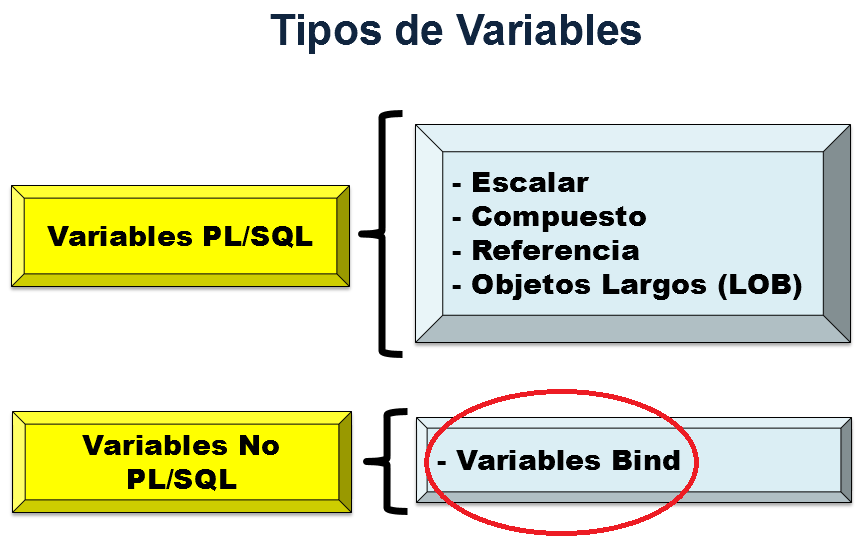 Tipos de Variables
Variables PL/SQL
- Escalar
- Compuesto
- Referencia
- Objetos Largos (LOB)
Variables No
PL/SQL
- Variables Bind